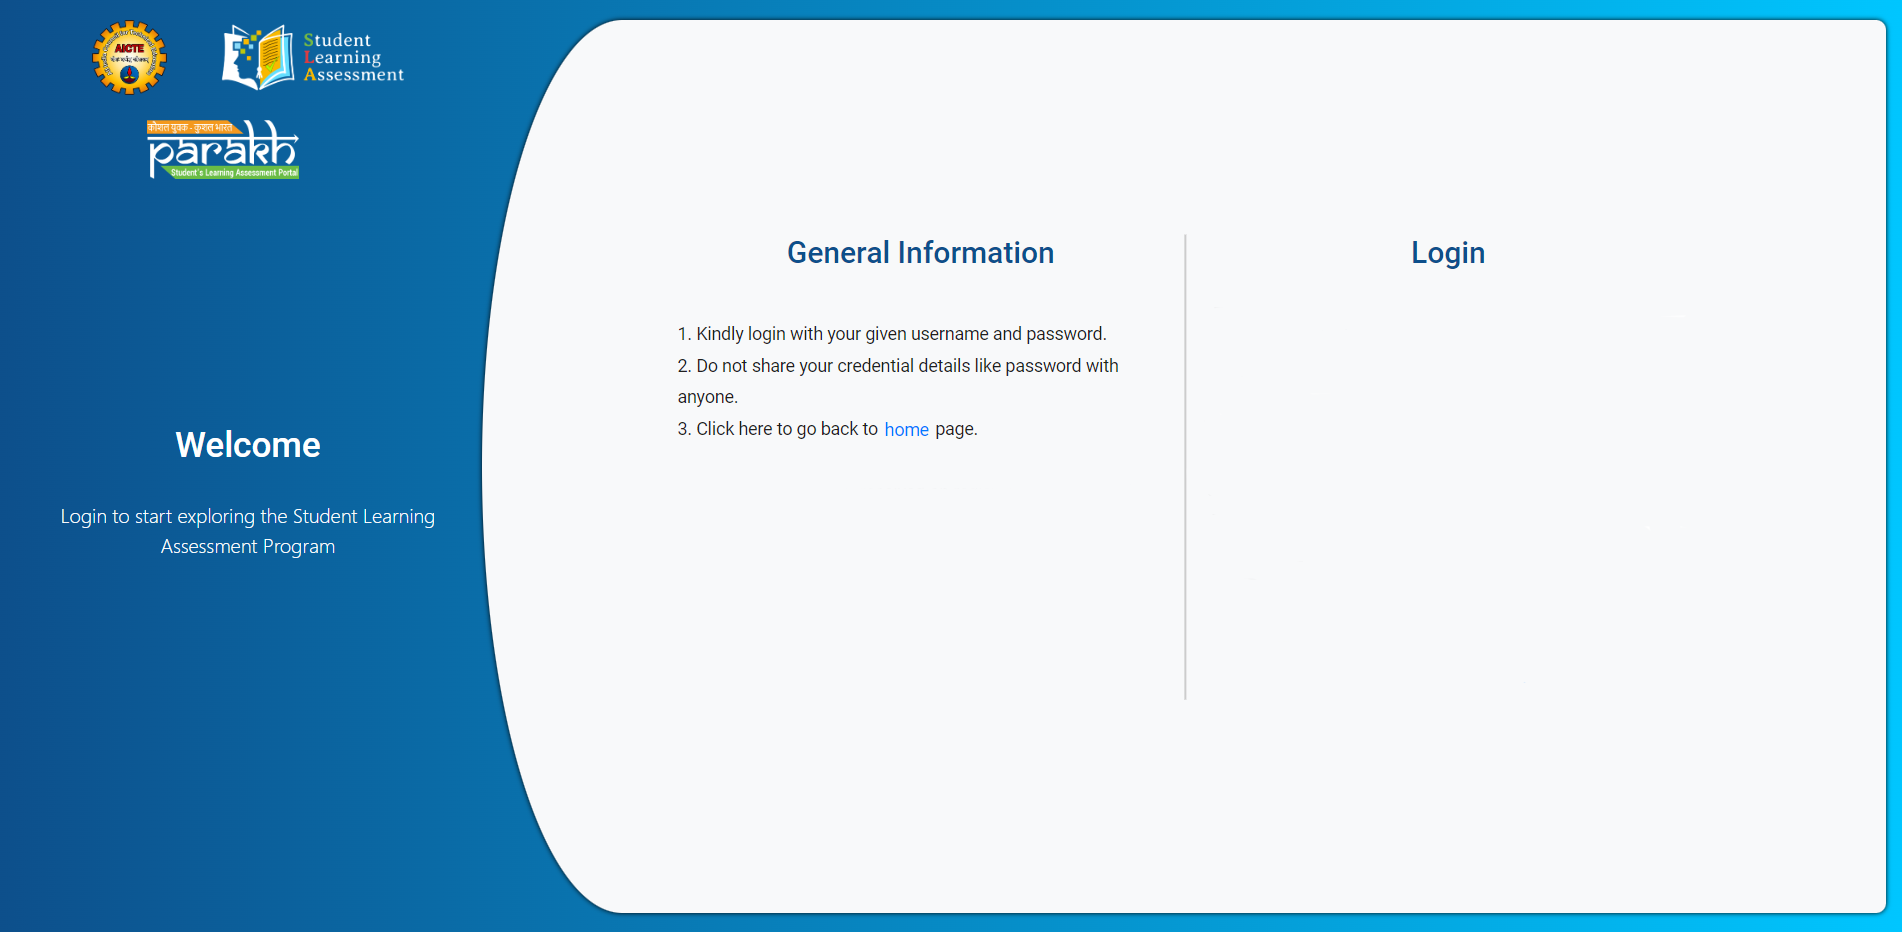 AICTE
Student
Learning
Assessment
कौशल युवक - कुशल भारत
parakh
Student's Learning Assessment Portal
Welcome
Login to start exploring the Student Learning
Assessment Program
General Information
1. Kindly login with your given username and password.
2. Do not share your credential details like password with
anyone.
3. Click here to go back to home page.
Login